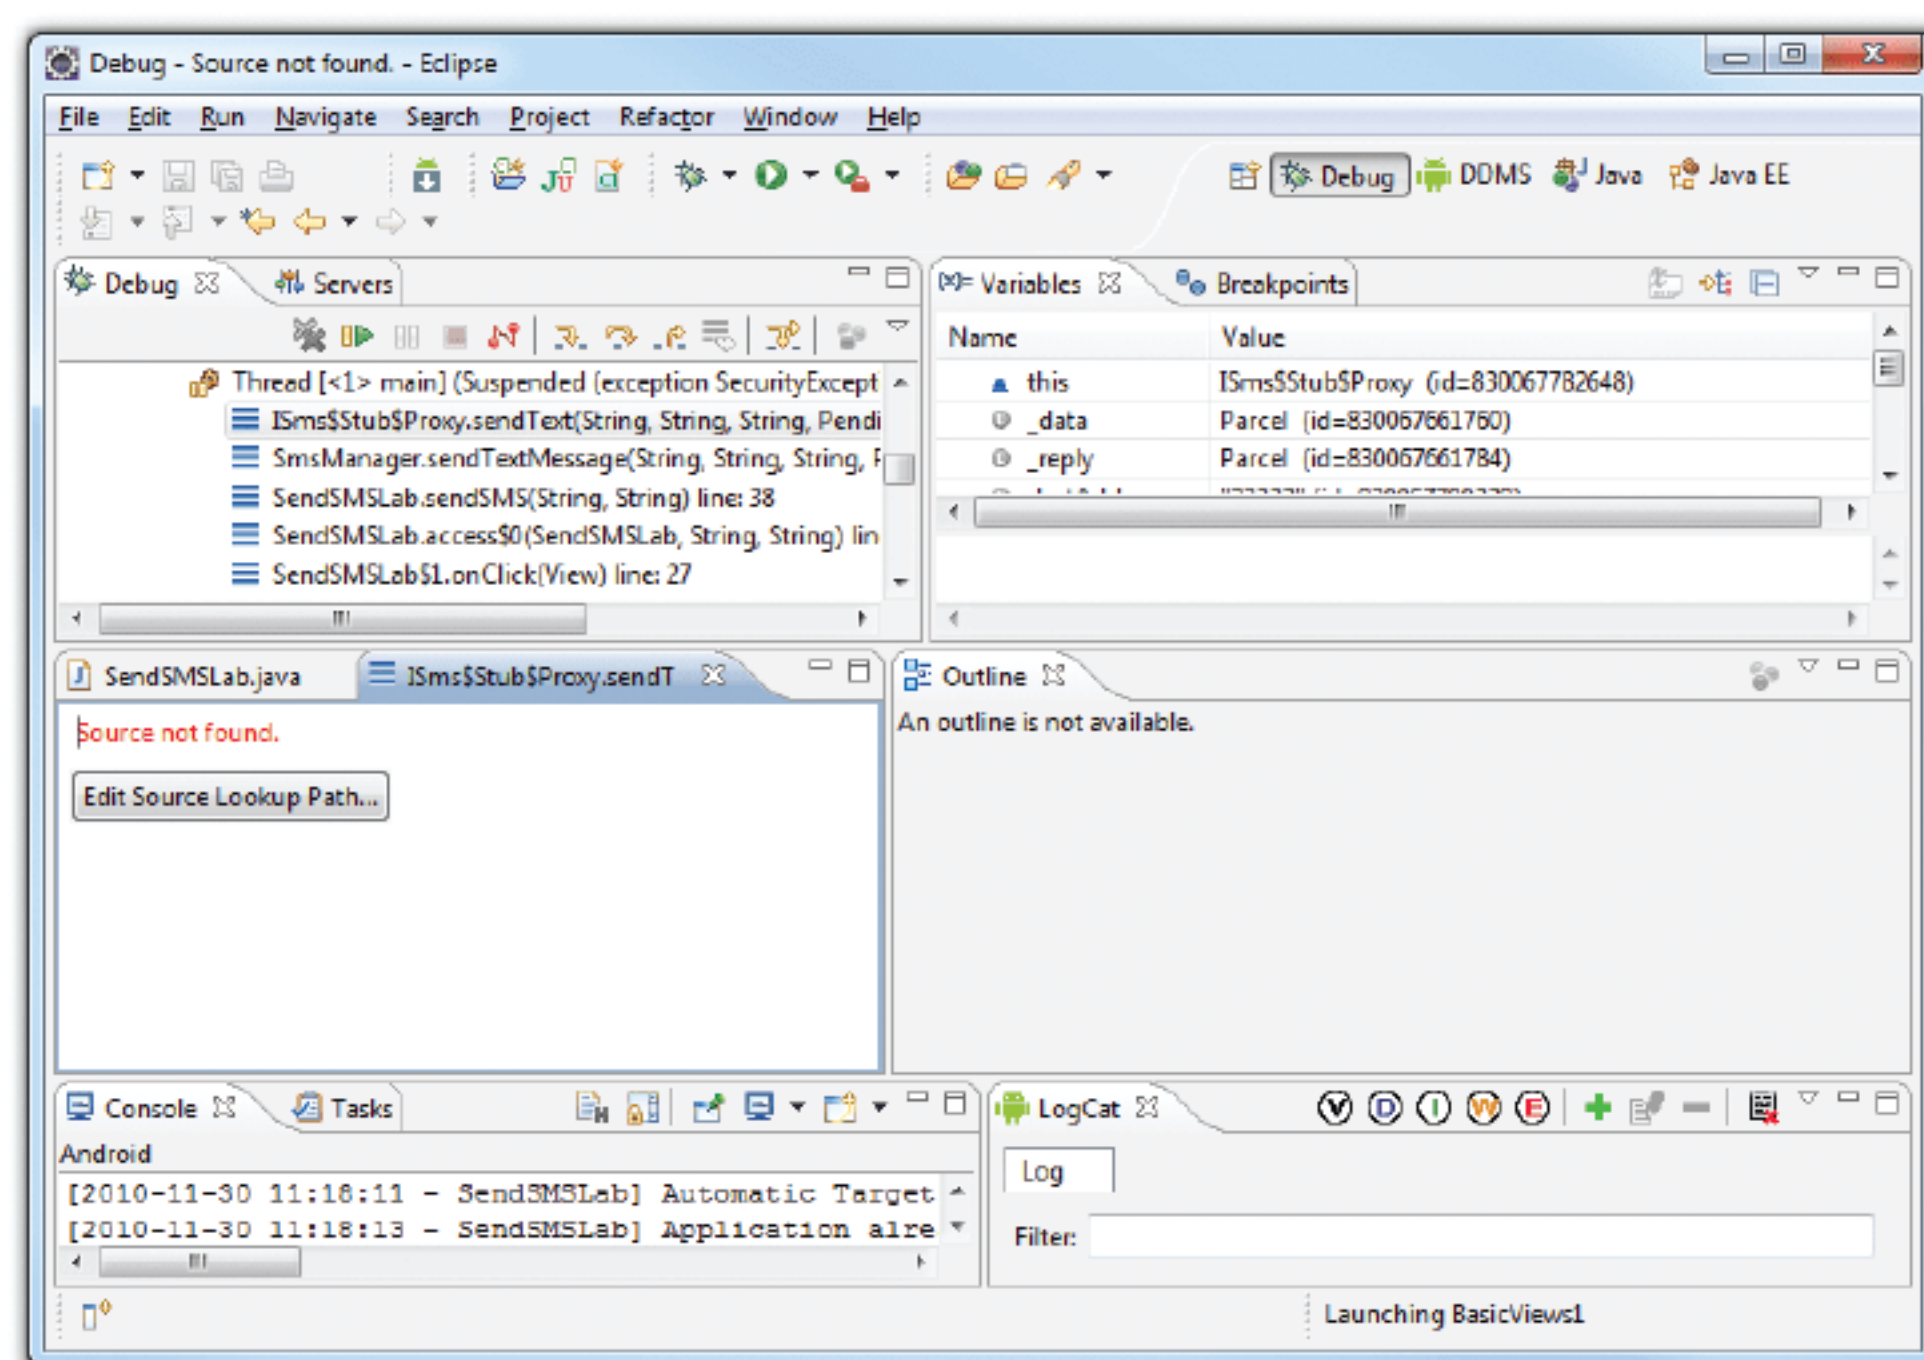 Debug - Source not found. - Eclipse
File Edit Run Navigate Search Project Refactor Window Help
Debug DDMS Java Java EE
Debug Servers
Thread [<1> main] (Suspended (exception SecurityExcept
ISms$Stub$Proxy.sendText(String, String, String, Pendi
SmsManager.sendTextMessage(String, String, String, P
SendSMSLab.sendSMS(String, String) line: 38
SendSMSLab.access$0(SendSMSLab, String, String) lin
SendSMSLab$1.onClick(View) line: 27
Variables Breakpoints
Name Value
this ISms$Stub$Proxy (id=830067782648)
_data Parcel (id=830067661760)
_reply Parcel (id=830067661784)
SendSMSLab.java ISms$Stub$Proxy.sendT
Source not found.
Edit Source Lookup Path...
Outline
An outline is not available.
Console Tasks
Android
[2010-11-30 11:18:11 - SendSMSLab] Automatic Target
[2010-11-30 11:18:13 - SendSMSLab] Application alre
LogCat V D I W E
Log
Filter:
Launching BasicViews1